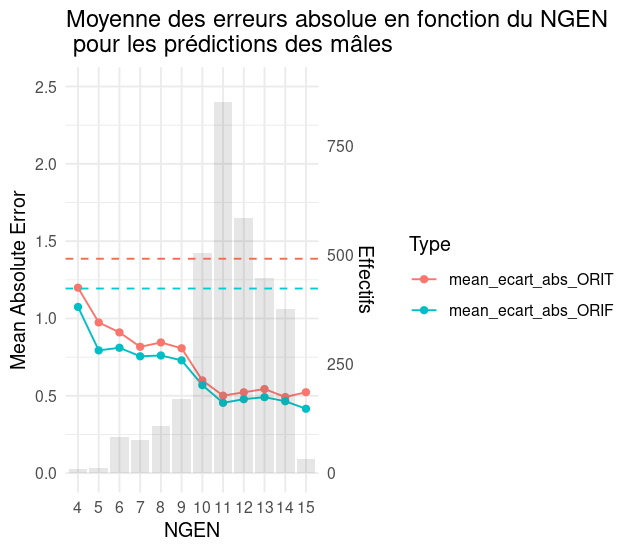 Moyenne des erreurs absolue en fonction du NGEN
pour les prédictions des mâles
Mean Absolute Error
2.5
2.0
1.5
1.0
0.5
0.0
4 5 6 7 8 9 10 11 12 13 14 15
NGEN
750
500
250
0
Effectifs
Type
mean_ecart_abs_ORIT
mean_ecart_abs_ORIF